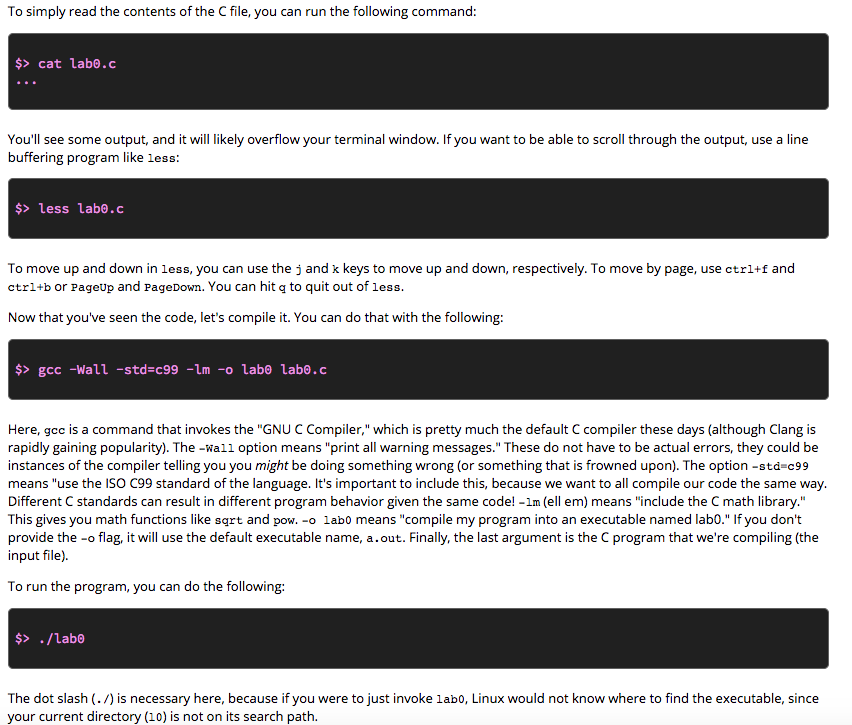 To simply read the contents of the C file, you can run the following command:
$> cat lab0.c
...
You'll see some output, and it will likely overflow your terminal window. If you want to be able to scroll through the output, use a line
buffering program like less:
$> less lab0.c
To move up and down in less, you can use the j and k keys to move up and down, respectively. To move by page, use ctrl+f and
ctrl+b or PageUp and PageDown. You can hit q to quit out of less.
Now that you've seen the code, let's compile it. You can do that with the following:
$> gcc -Wall -std=c99 -lm -o lab0 lab0.c
Here, gcc is a command that invokes the "GNU C Compiler," which is pretty much the default C compiler these days (although Clang is
rapidly gaining popularity). The -Wall option means "print all warning messages." These do not have to be actual errors, they could be
instances of the compiler telling you you might be doing something wrong (or something that is frowned upon). The option -std=c99
means "use the ISO C99 standard of the language. It's important to include this, because we want to all compile our code the same way.
Different C standards can result in different program behavior given the same code! -lm (ell em) means "include the C math library."
This gives you math functions like sqrt and pow. -o lab0 means "compile my program into an executable named lab0." If you don't
provide the -o flag, it will use the default executable name, a.out. Finally, the last argument is the C program that we're compiling (the
input file).
To run the program, you can do the following:
$> ./lab0
The dot slash (./) is necessary here, because if you were to just invoke lab0, Linux would not know where to find the executable, since
your current directory (l0) is not on its search path.